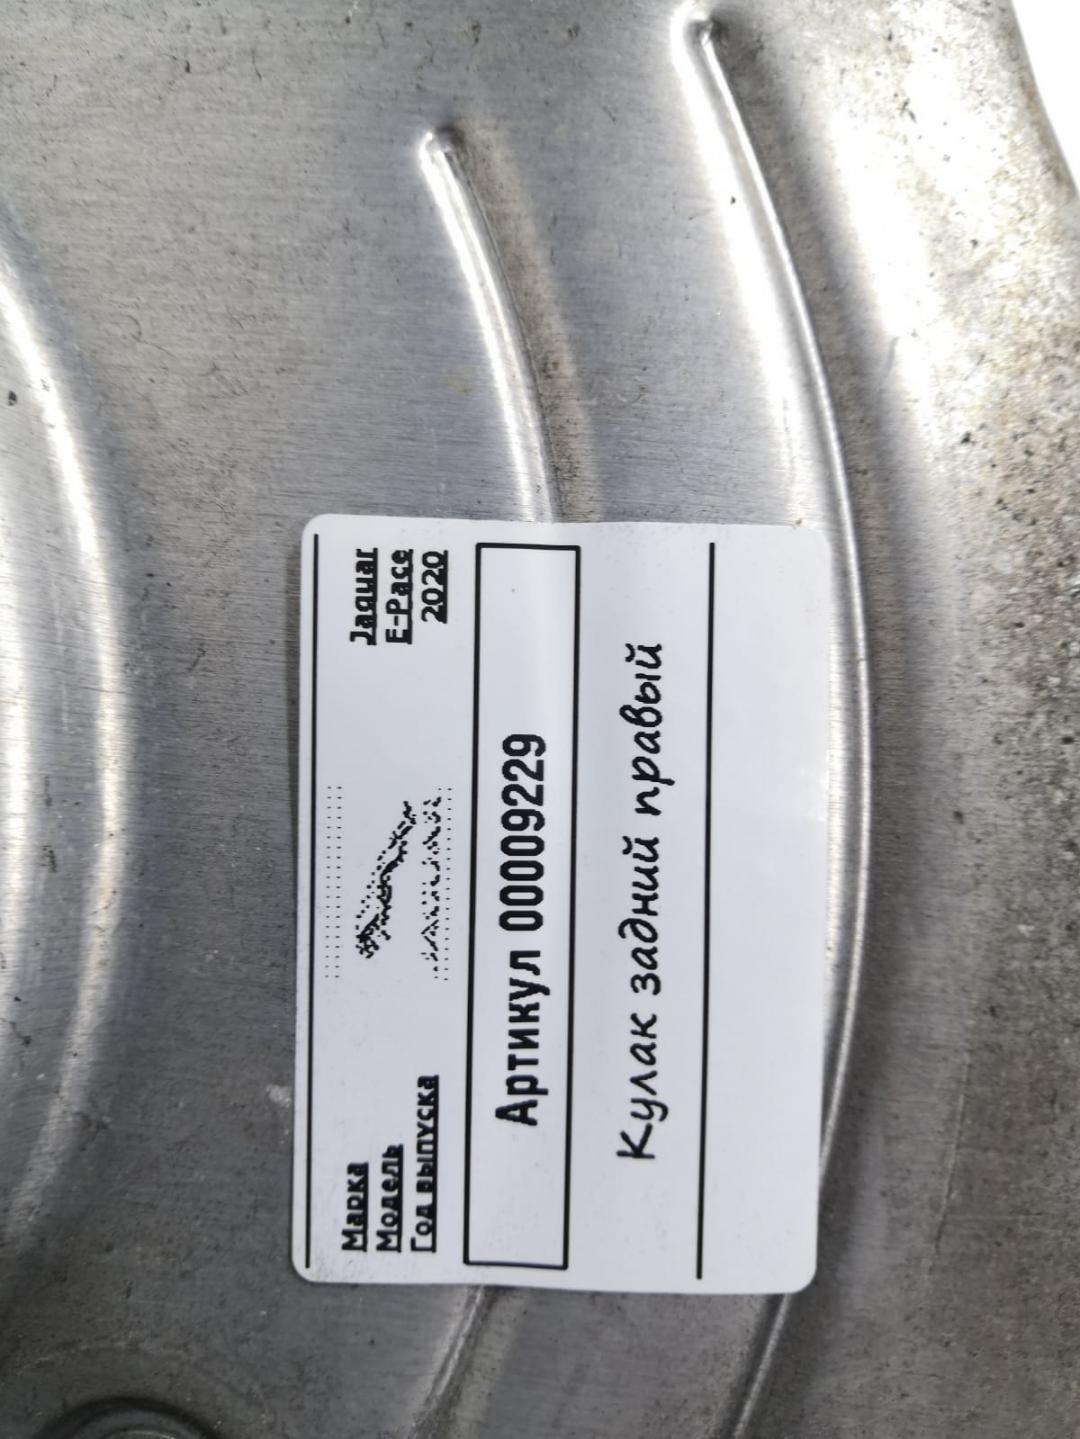 Марка Jaguar
Модель E-Pace
Год выпуска 2020
Артикул 00009229
Кулак задний правый